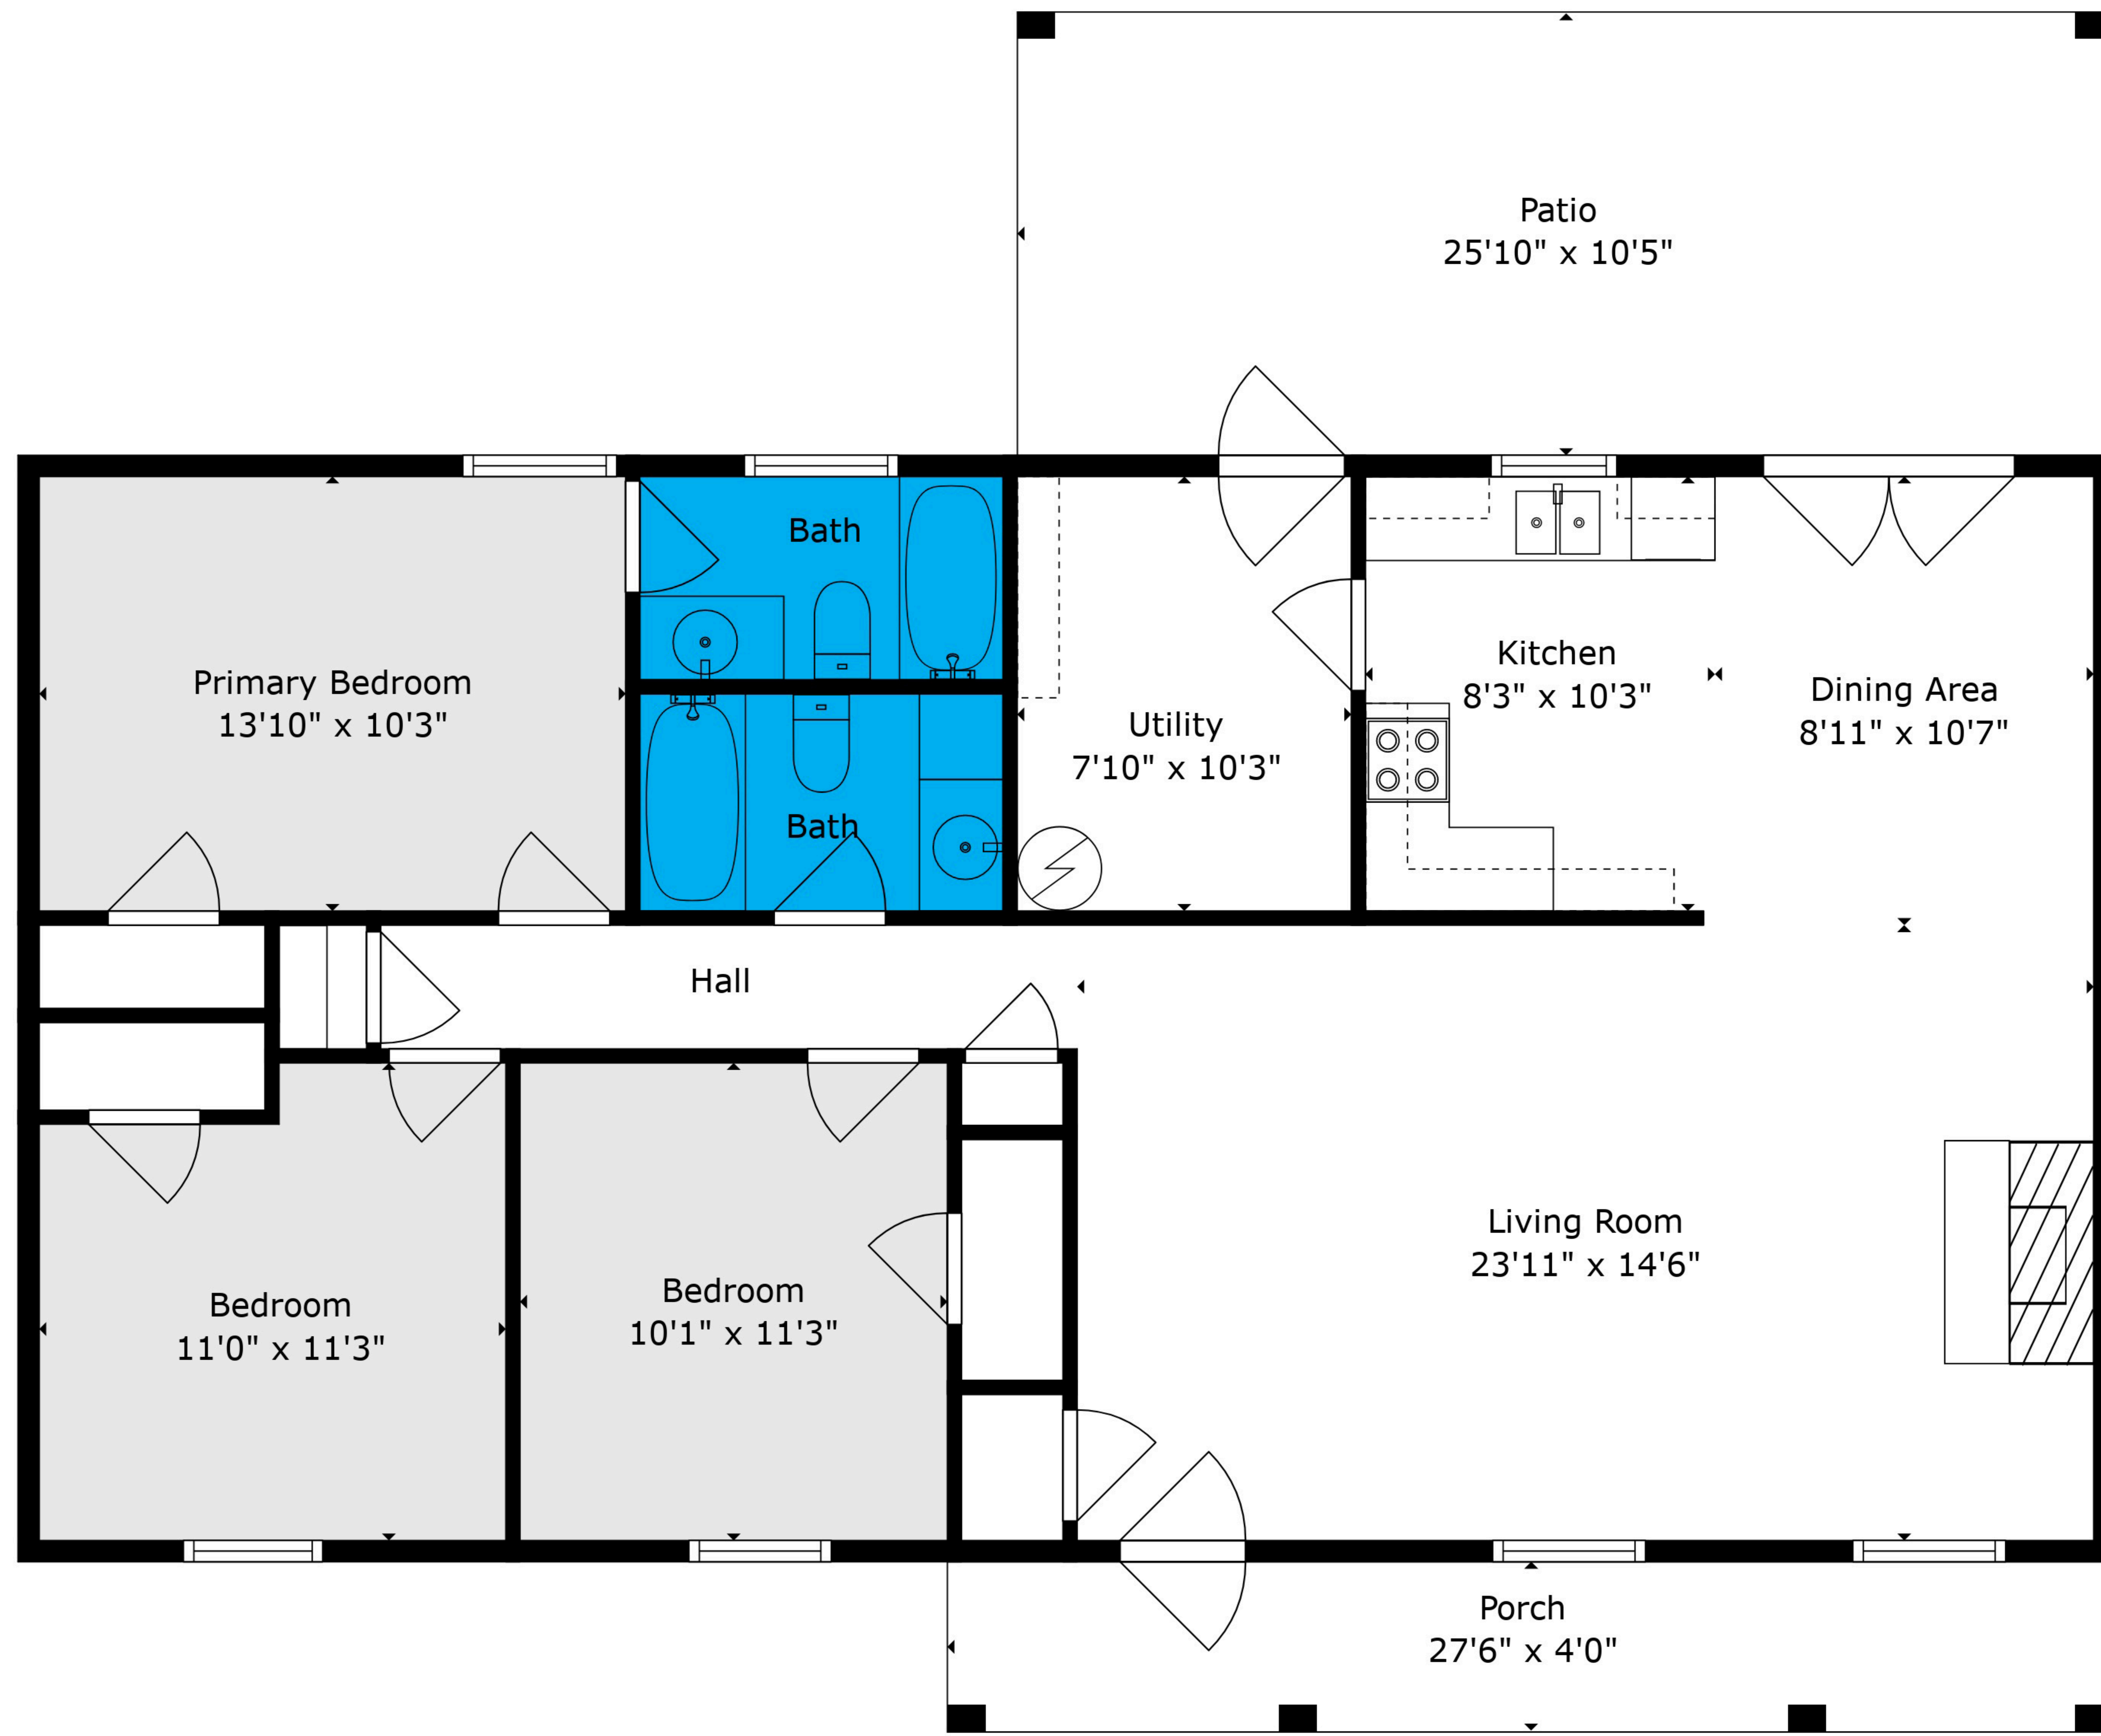 Patio
25'10" x 10'5"
Bath
Primary Bedroom
13'10" x 10'3"
Kitchen
8'3" x 10'3"
Dining Area
8'11" x 10'7"
Utility
7'10" x 10'3"
Bath
Hall
Living Room
23'11" x 14'6"
Bedroom
11'0" x 11'3"
Bedroom
10'1" x 11'3"
Porch
27'6" x 4'0"